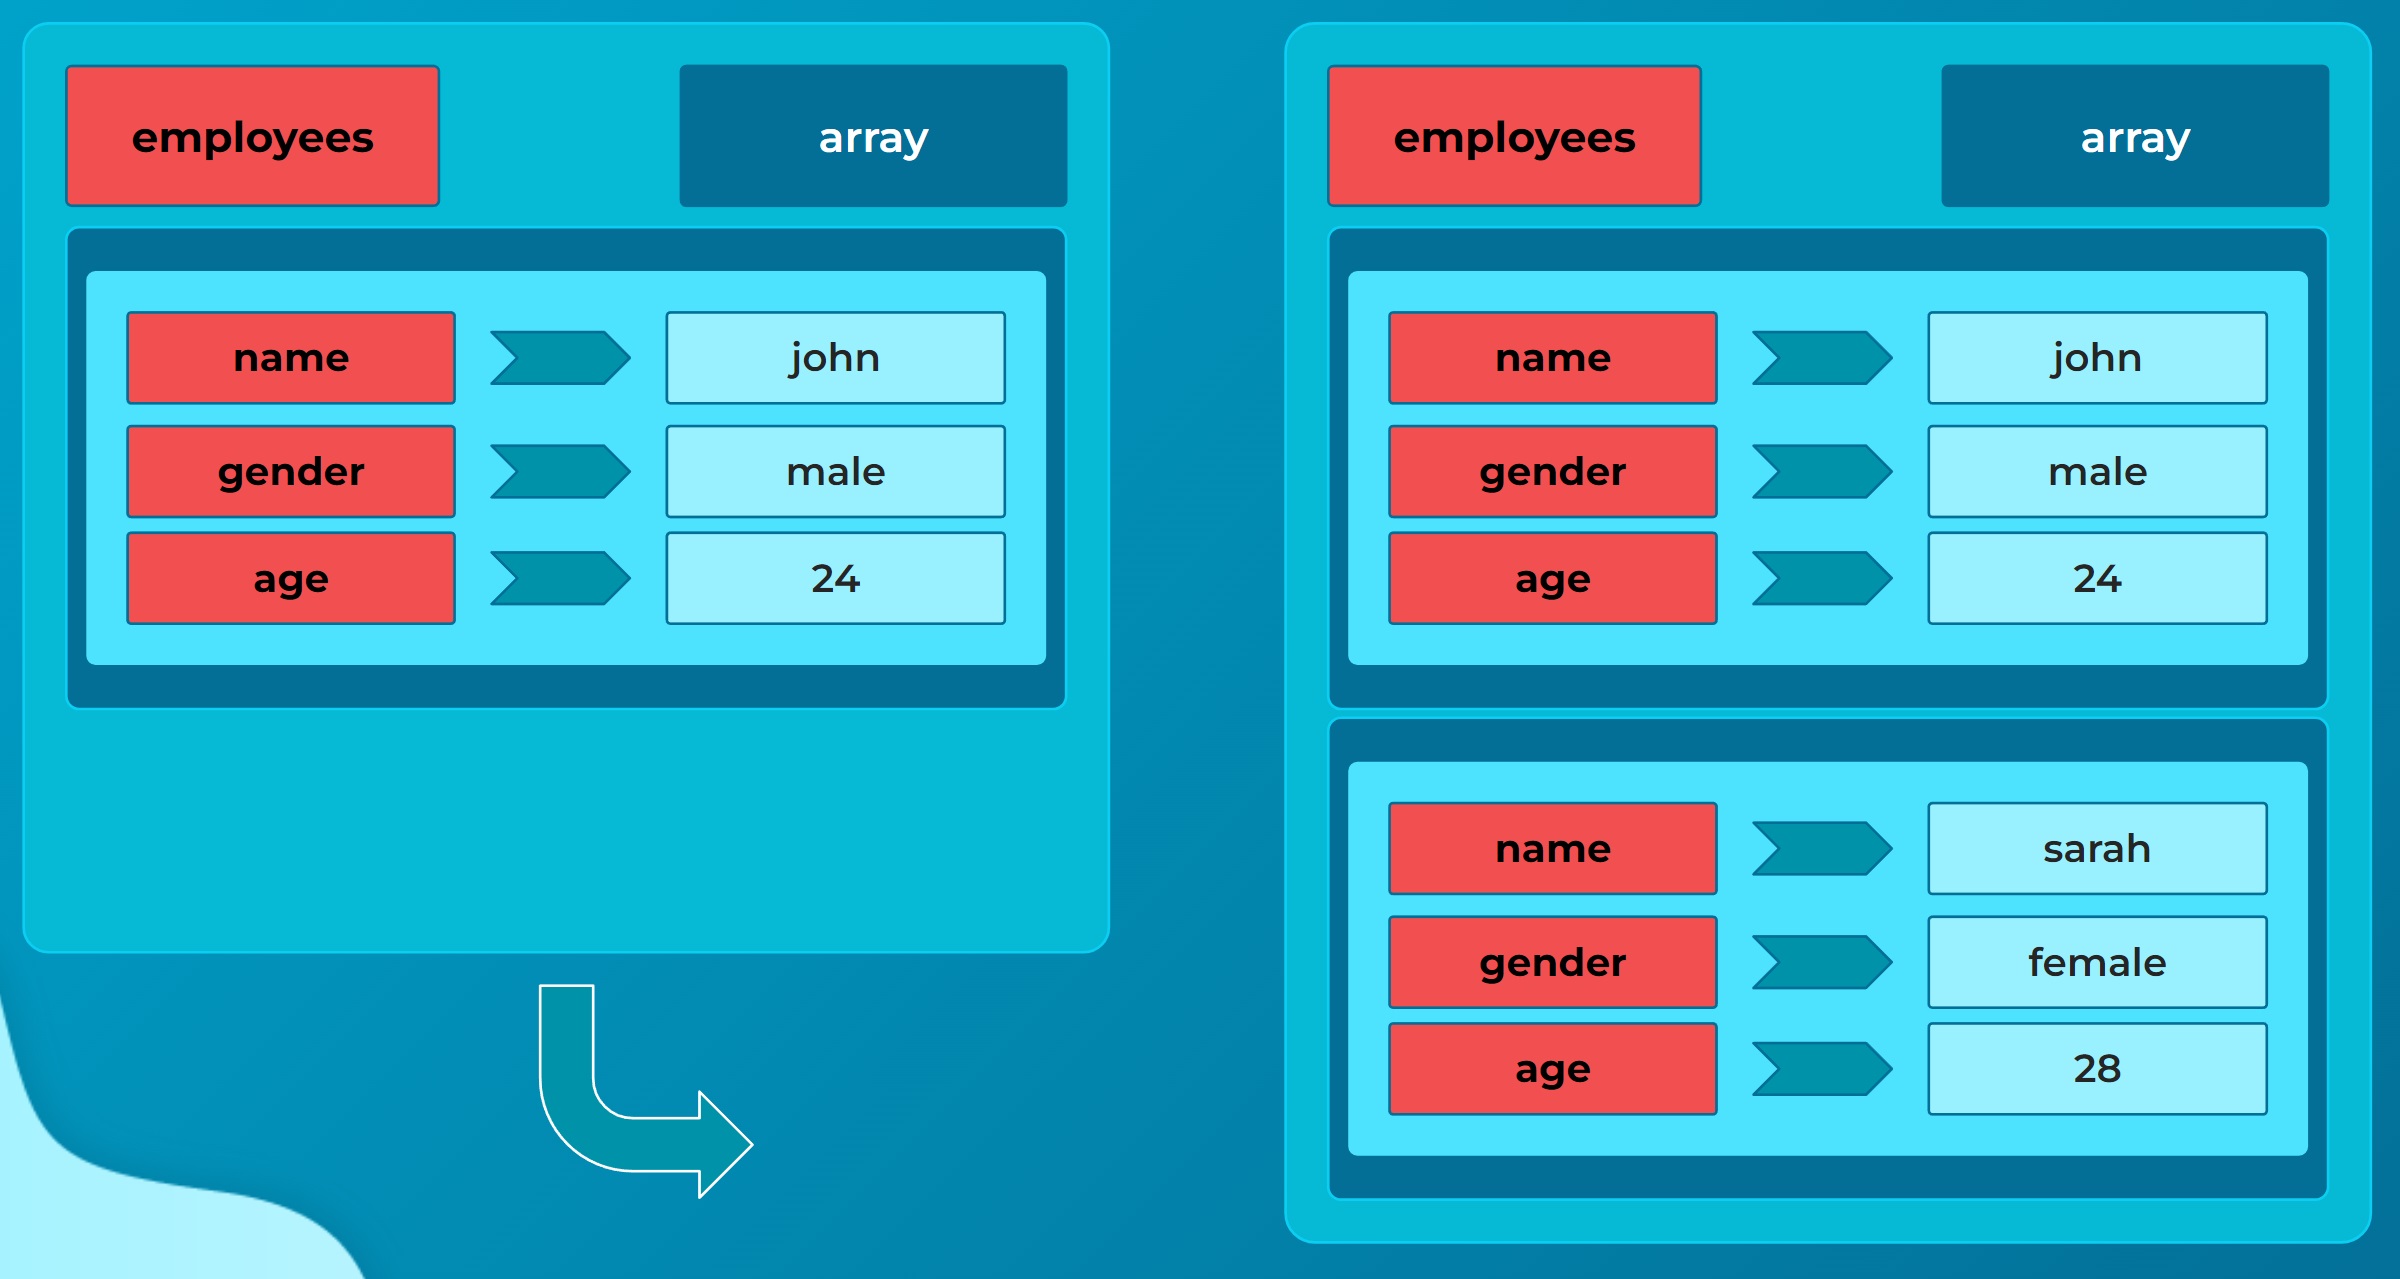 employees
array
name
john
gender
male
age
24
employees
array
name
john
gender
male
age
24
name
sarah
gender
female
age
28